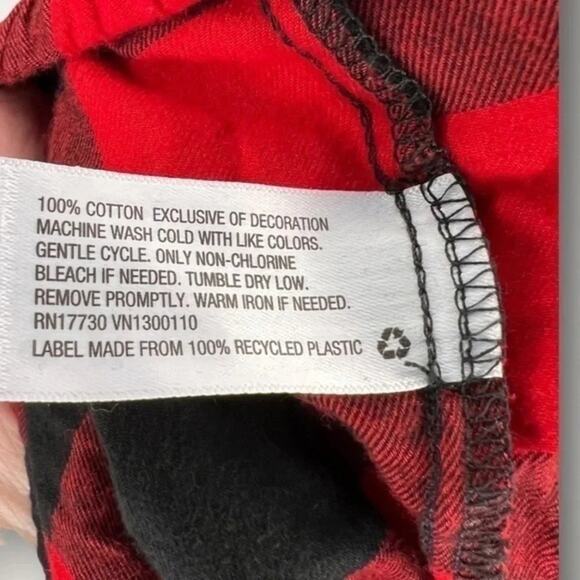 100% COTTON EXCLUSIVE OF DECORATION
MACHINE WASH COLD WITH LIKE COLORS.
GENTLE CYCLE. ONLY NON-CHLORINE
BLEACH IF NEEDED. TUMBLE DRY LOW.
REMOVE PROMPTLY. WARM IRON IF NEEDED.
RN17730 VN1300110
LABEL MADE FROM 100% RECYCLED PLASTIC